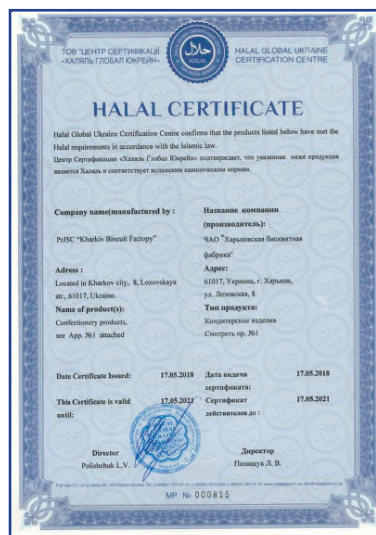 ТОВ "ЦЕНТР СЕРТИФІКАЦІЇ
«ХАЛЯЛЬ ГЛОБАЛ ЮКРЕЙН»
حلال
HALAL
HALAL GLOBAL UKRAINE
CERTIFICATION CENTRE
HALAL CERTIFICATE
Halal Global Ukraine Certification Centre confirms that the products listed below have met the
Halal requirements in accordance with the Islamic law.
Центр Сертификации «Халяль Глобал Юкрейн» подтверждает, что указанная ниже продукция
является Халяль и соответствует исламским каноническим нормам.
Company name(manufactured by :
PrJSC "Kharkiv Biscuit Factopy"
Adress :
Located in Kharkov city, 8, Lozovskaya
str., 61017, Ukraine.
Name of product(s):
Confectionery products,
see App. №1 attached
Название компании
(производитель):
ЧАО "Харьковская бисквитная
фабрика"
Адрес:
61017, Украина, г. Харьков,
ул. Лозовская, 8
Тип продукта:
Кондитерские изделия
Смотреть пр. №1
Date Certificate Issued: 17.05.2018
This Certificate is valid 17.05.2021
until:
Дата выдачи 17.05.2018
сертификата:
Сертификат 17.05.2021
действителен до :
Director
Polishchuk L.V.
Директор
Полищук Л. В.
МР № 000815